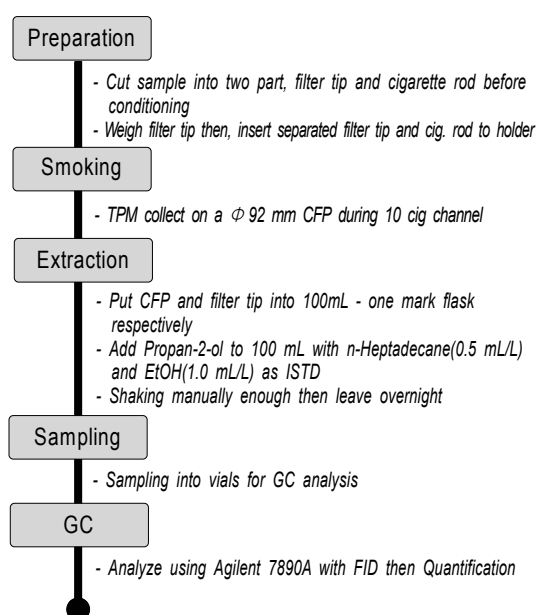 Preparation
- Cut sample into two part, filter tip and cigarette rod before
conditioning
- Weigh filter tip then, insert separated filter tip and cig. rod to holder
Smoking
- TPM collect on a Φ 92 mm CFP during 10 cig channel
Extraction
- Put CFP and filter tip into 100mL - one mark flask
respectively
- Add Propan-2-ol to 100 mL with n-Heptadecane(0.5 mL/L)
and EtOH(1.0 mL/L) as ISTD
- Shaking manually enough then leave overnight
Sampling
- Sampling into vials for GC analysis
GC
- Analyze using Agilent 7890A with FID then Quantification